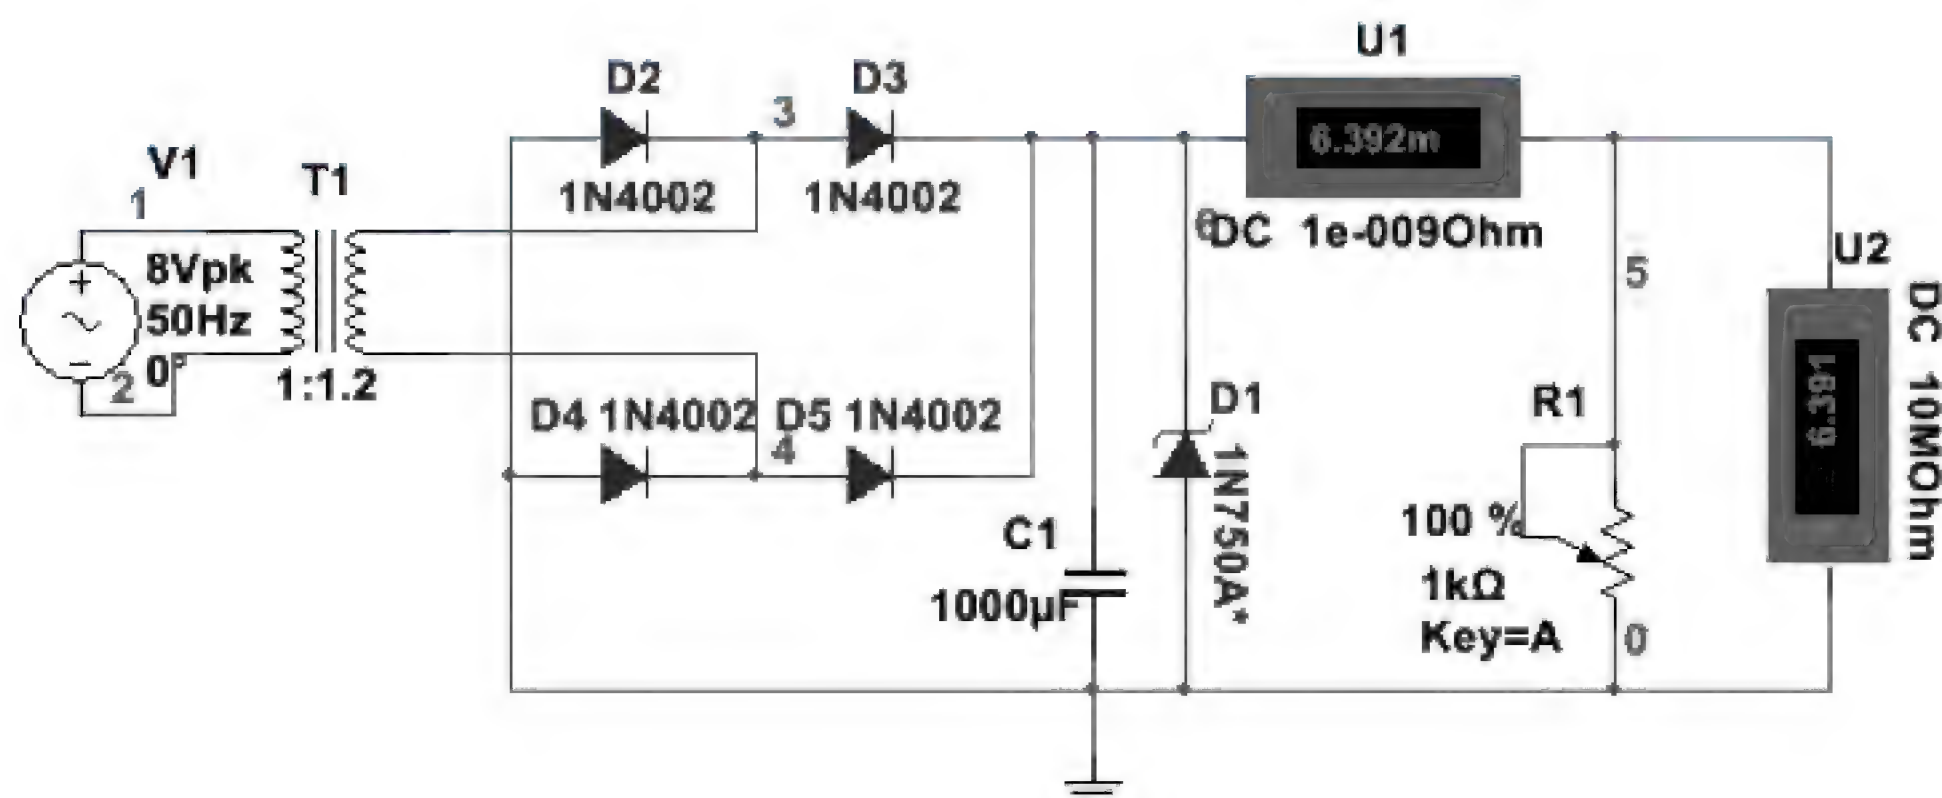 U1
D2
D3
3
6.392m
V1
T1
1
1N4002
1N4002
6
DC 1e-009Ohm
U2
8Vpk
50Hz
0°
2
1:1.2
5
DC 10MOhm
6.391
D4 1N4002
D5 1N4002
4
D1
1N750A*
R1
C1
1000µF
100 %
1kΩ
Key=A
0